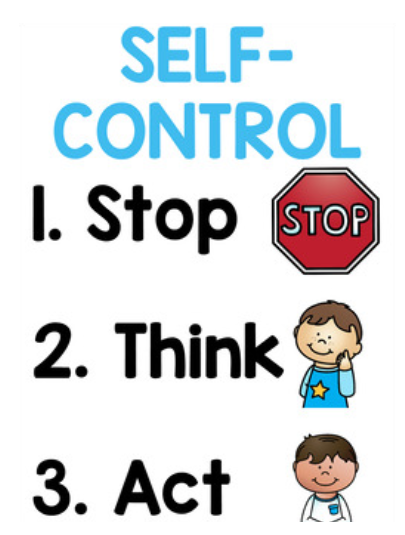 SELF-
CONTROL
1. Stop
STOP
2. Think
3. Act